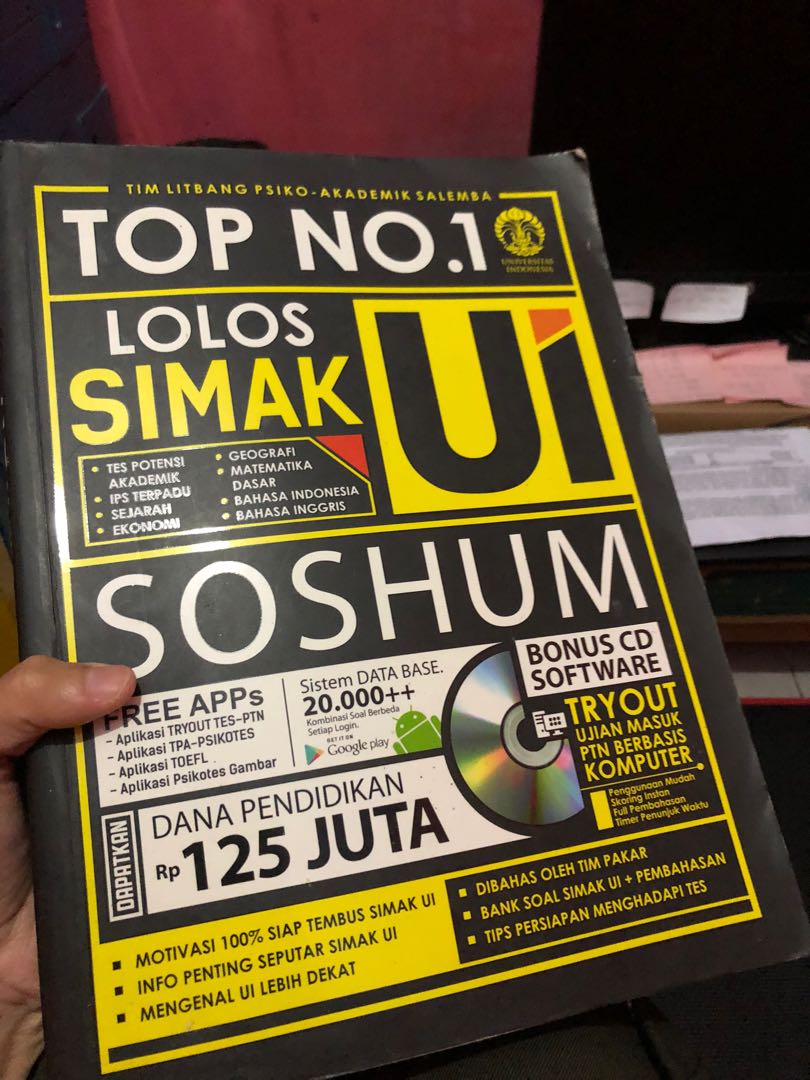 TIM LITBANG PSIKO-AKADEMIK SALEMBA
TOP NO.1
UNIVERSITAS
INDONESIA
LOLOS
SIMAK
Ui
• TES POTENSI
AKADEMIK
• IPS TERPADU
• SEJARAH
• EKONOMI
• GEOGRAFI
• MATEMATIKA
DASAR
• BAHASA INDONESIA
• BAHASA INGGRIS
SOSHUM
FREE APPs
- Aplikasi TRYOUT TES-PTN
- Aplikasi TPA-PSIKOTES
- Aplikasi TOEFL
- Aplikasi Psikotes Gambar
Sistem DATA BASE.
20.000++
Kombinasi Soal Berbeda
Setiap Login.
GET IT ON
Google play
BONUS CD
SOFTWARE
TRYOUT
UJIAN MASUK
PTN BERBASIS
KOMPUTER.
Penggunaan Mudah
Skoring Instan
Full Pembahasan
Timer Penunjuk Waktu
DAPATKAN
DANA PENDIDIKAN
Rp 125 JUTA
▪ MOTIVASI 100% SIAP TEMBUS SIMAK UI
▪ INFO PENTING SEPUTAR SIMAK UI
▪ MENGENAL UI LEBIH DEKAT
▪ DIBAHAS OLEH TIM PAKAR
▪ BANK SOAL SIMAK UI + PEMBAHASAN
▪ TIPS PERSIAPAN MENGHADAPI TES